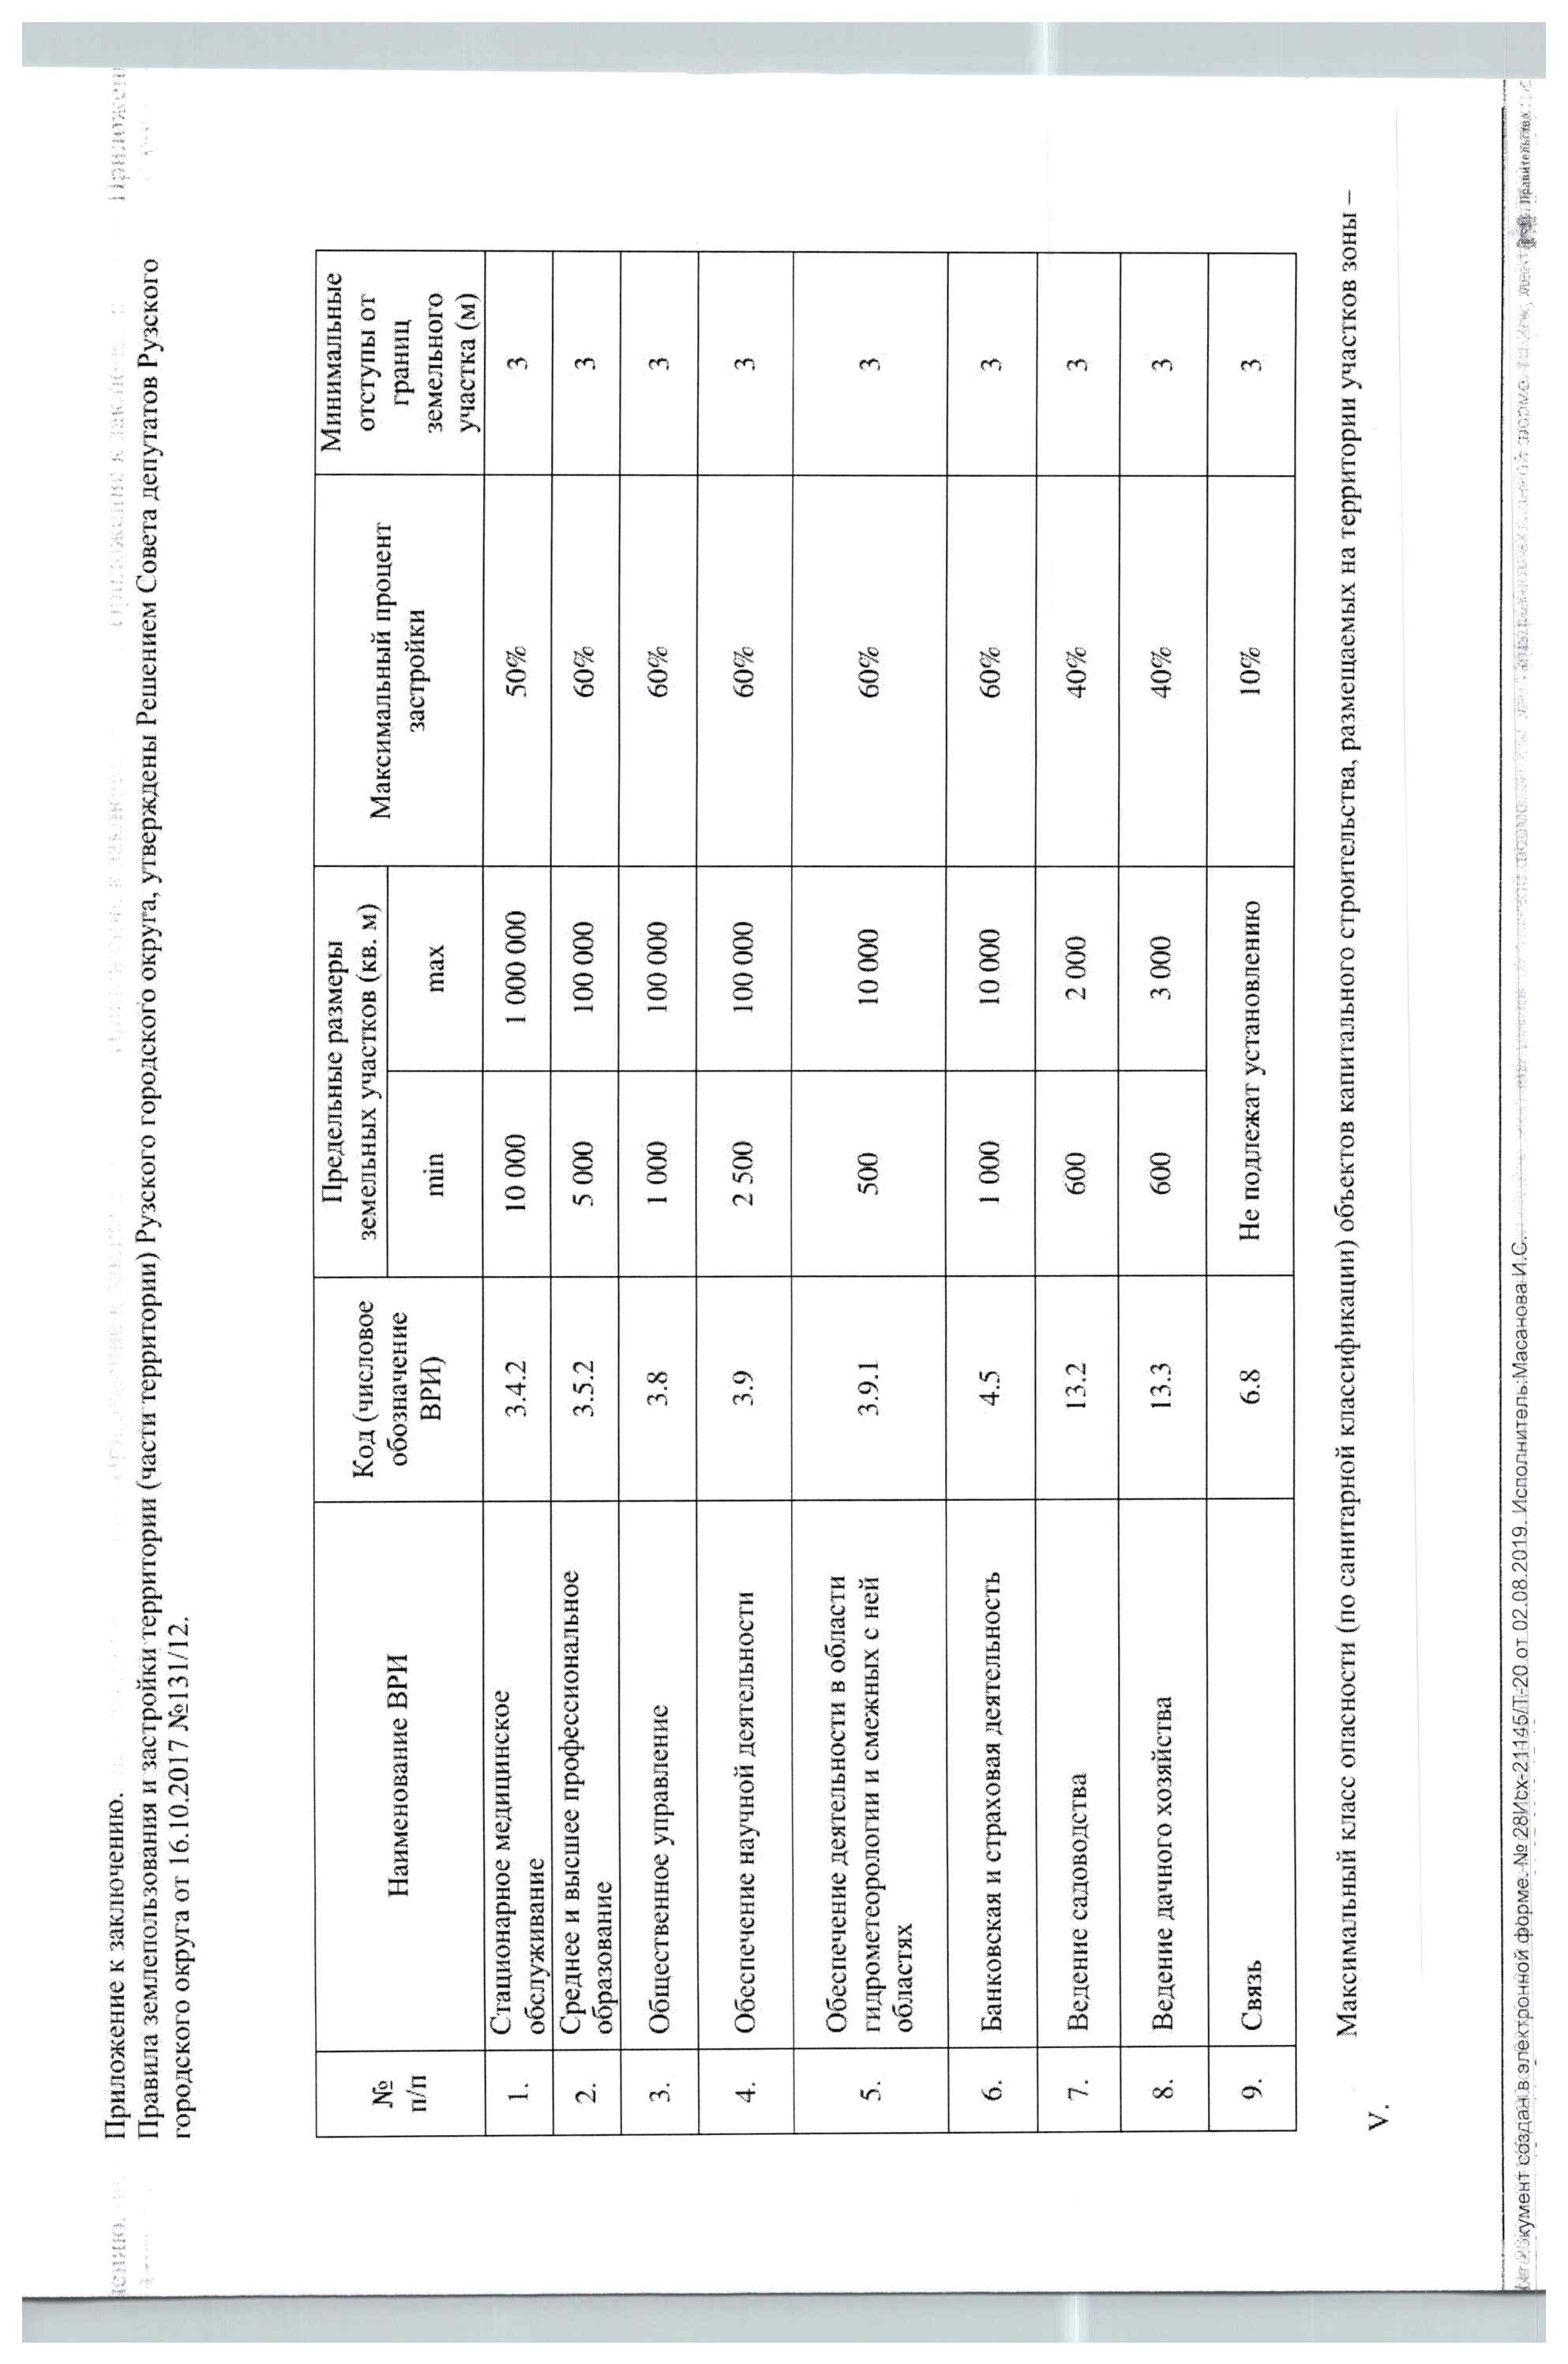 Приложение к заключению.
Правила землепользования и застройки территории (части территории) Рузского городского округа, утверждены Решением Совета депутатов Рузского
городского округа от 16.10.2017 №131/12.
№ п/п
Наименование ВРИ
Код (числовое
обозначение
ВРИ)
Предельные размеры
земельных участков (кв. м)
min
max
Максимальный процент
застройки
Минимальные
отступы от
границ
земельного
участка (м)
1. Стационарное медицинское
обслуживание
3.4.2 10 000 1 000 000 50% 3
2. Среднее и высшее профессиональное
образование
3.5.2 5 000 100 000 60% 3
3. Общественное управление 3.8 1 000 100 000 60% 3
4. Обеспечение научной деятельности 3.9 2 500 100 000 60% 3
5. Обеспечение деятельности в области
гидрометеорологии и смежных с ней
областях
3.9.1 500 10 000 60% 3
6. Банковская и страховая деятельность 4.5 1 000 10 000 60% 3
7. Ведение садоводства 13.2 600 2 000 40% 3
8. Ведение дачного хозяйства 13.3 600 3 000 40% 3
9. Связь 6.8 Не подлежат установлению 10% 3
Максимальный класс опасности (по санитарной классификации) объектов капитального строительства, размещаемых на территории участков зоны –
V.
документ создан в электронной форме. № 28Исх-21145/Т-20 от 02.08.2019. Исполнитель:Масанова И.С.